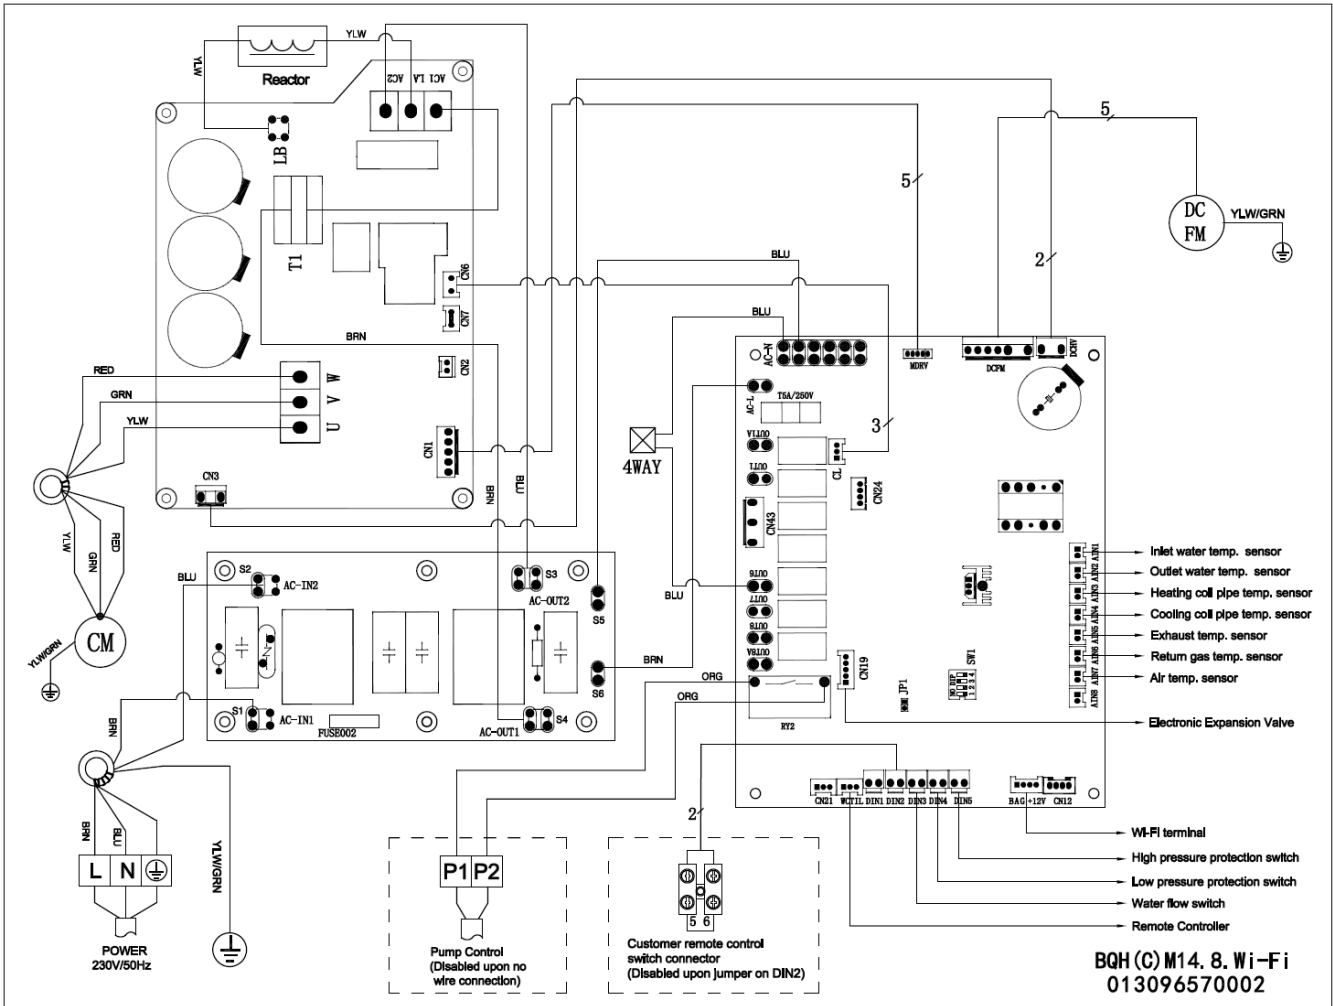 YLW
YLW
Reactor
AC2
LA
AC1
LB
T1
CN6
CN7
CN2
BRN
RED
GRN
YLW
W
V
U
CN1
CN3
YLW
GRN
RED
CM
YLW/GRN
BRN
BLU
5
2
5
DC
FM
YLW/GRN
BLU
BLU
3
4WAY
BLU
AC-N
AC-L
T5A/250V
MDRV
DCFM
DCHV
OUT1A
OUT1
CL
CN24
CN43
OUT6
OUT7
OUT8
OUT8A
CN19
RY2
JP1
SW1
NO DIP
1 2 3 4
AIN1
AIN2
AIN3
AIN4
AIN5
AIN6
AIN7
AIN8
Inlet water temp. sensor
Outlet water temp. sensor
Heating coil pipe temp. sensor
Cooling coil pipe temp. sensor
Exhaust temp. sensor
Return gas temp. sensor
Air temp. sensor
Electronic Expansion Valve
BLU
S2
AC-IN2
S3
AC-OUT2
S5
S6
BRN
ORG
ORG
S1
AC-IN1
FUSE002
AC-OUT1
S4
BRN
BRN
BLU
YLW/GRN
L
N
POWER
230V/50Hz
P1
P2
Pump Control
(Disabled upon no
wire connection)
2
5 6
Customer remote control
switch connector
(Disabled upon jumper on DIN2)
CN21
WCTIL
DIN1
DIN2
DIN3
DIN4
DIN5
BAG +12V
CN12
Wi-Fi terminal
High pressure protection switch
Low pressure protection switch
Water flow switch
Remote Controller
BQH(C)M14.8.Wi-Fi
013096570002